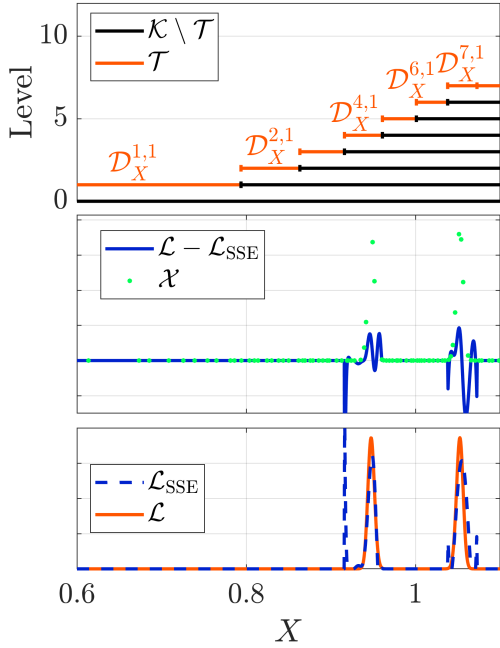 10
5
0
Level
𝒦 \ 𝒯
𝒯
𝒟_X^{1,1}
𝒟_X^{2,1}
𝒟_X^{4,1}
𝒟_X^{6,1}
𝒟_X^{7,1}
ℒ − ℒ_SSE
𝒳
ℒ_SSE
ℒ
0.6
0.8
1
X